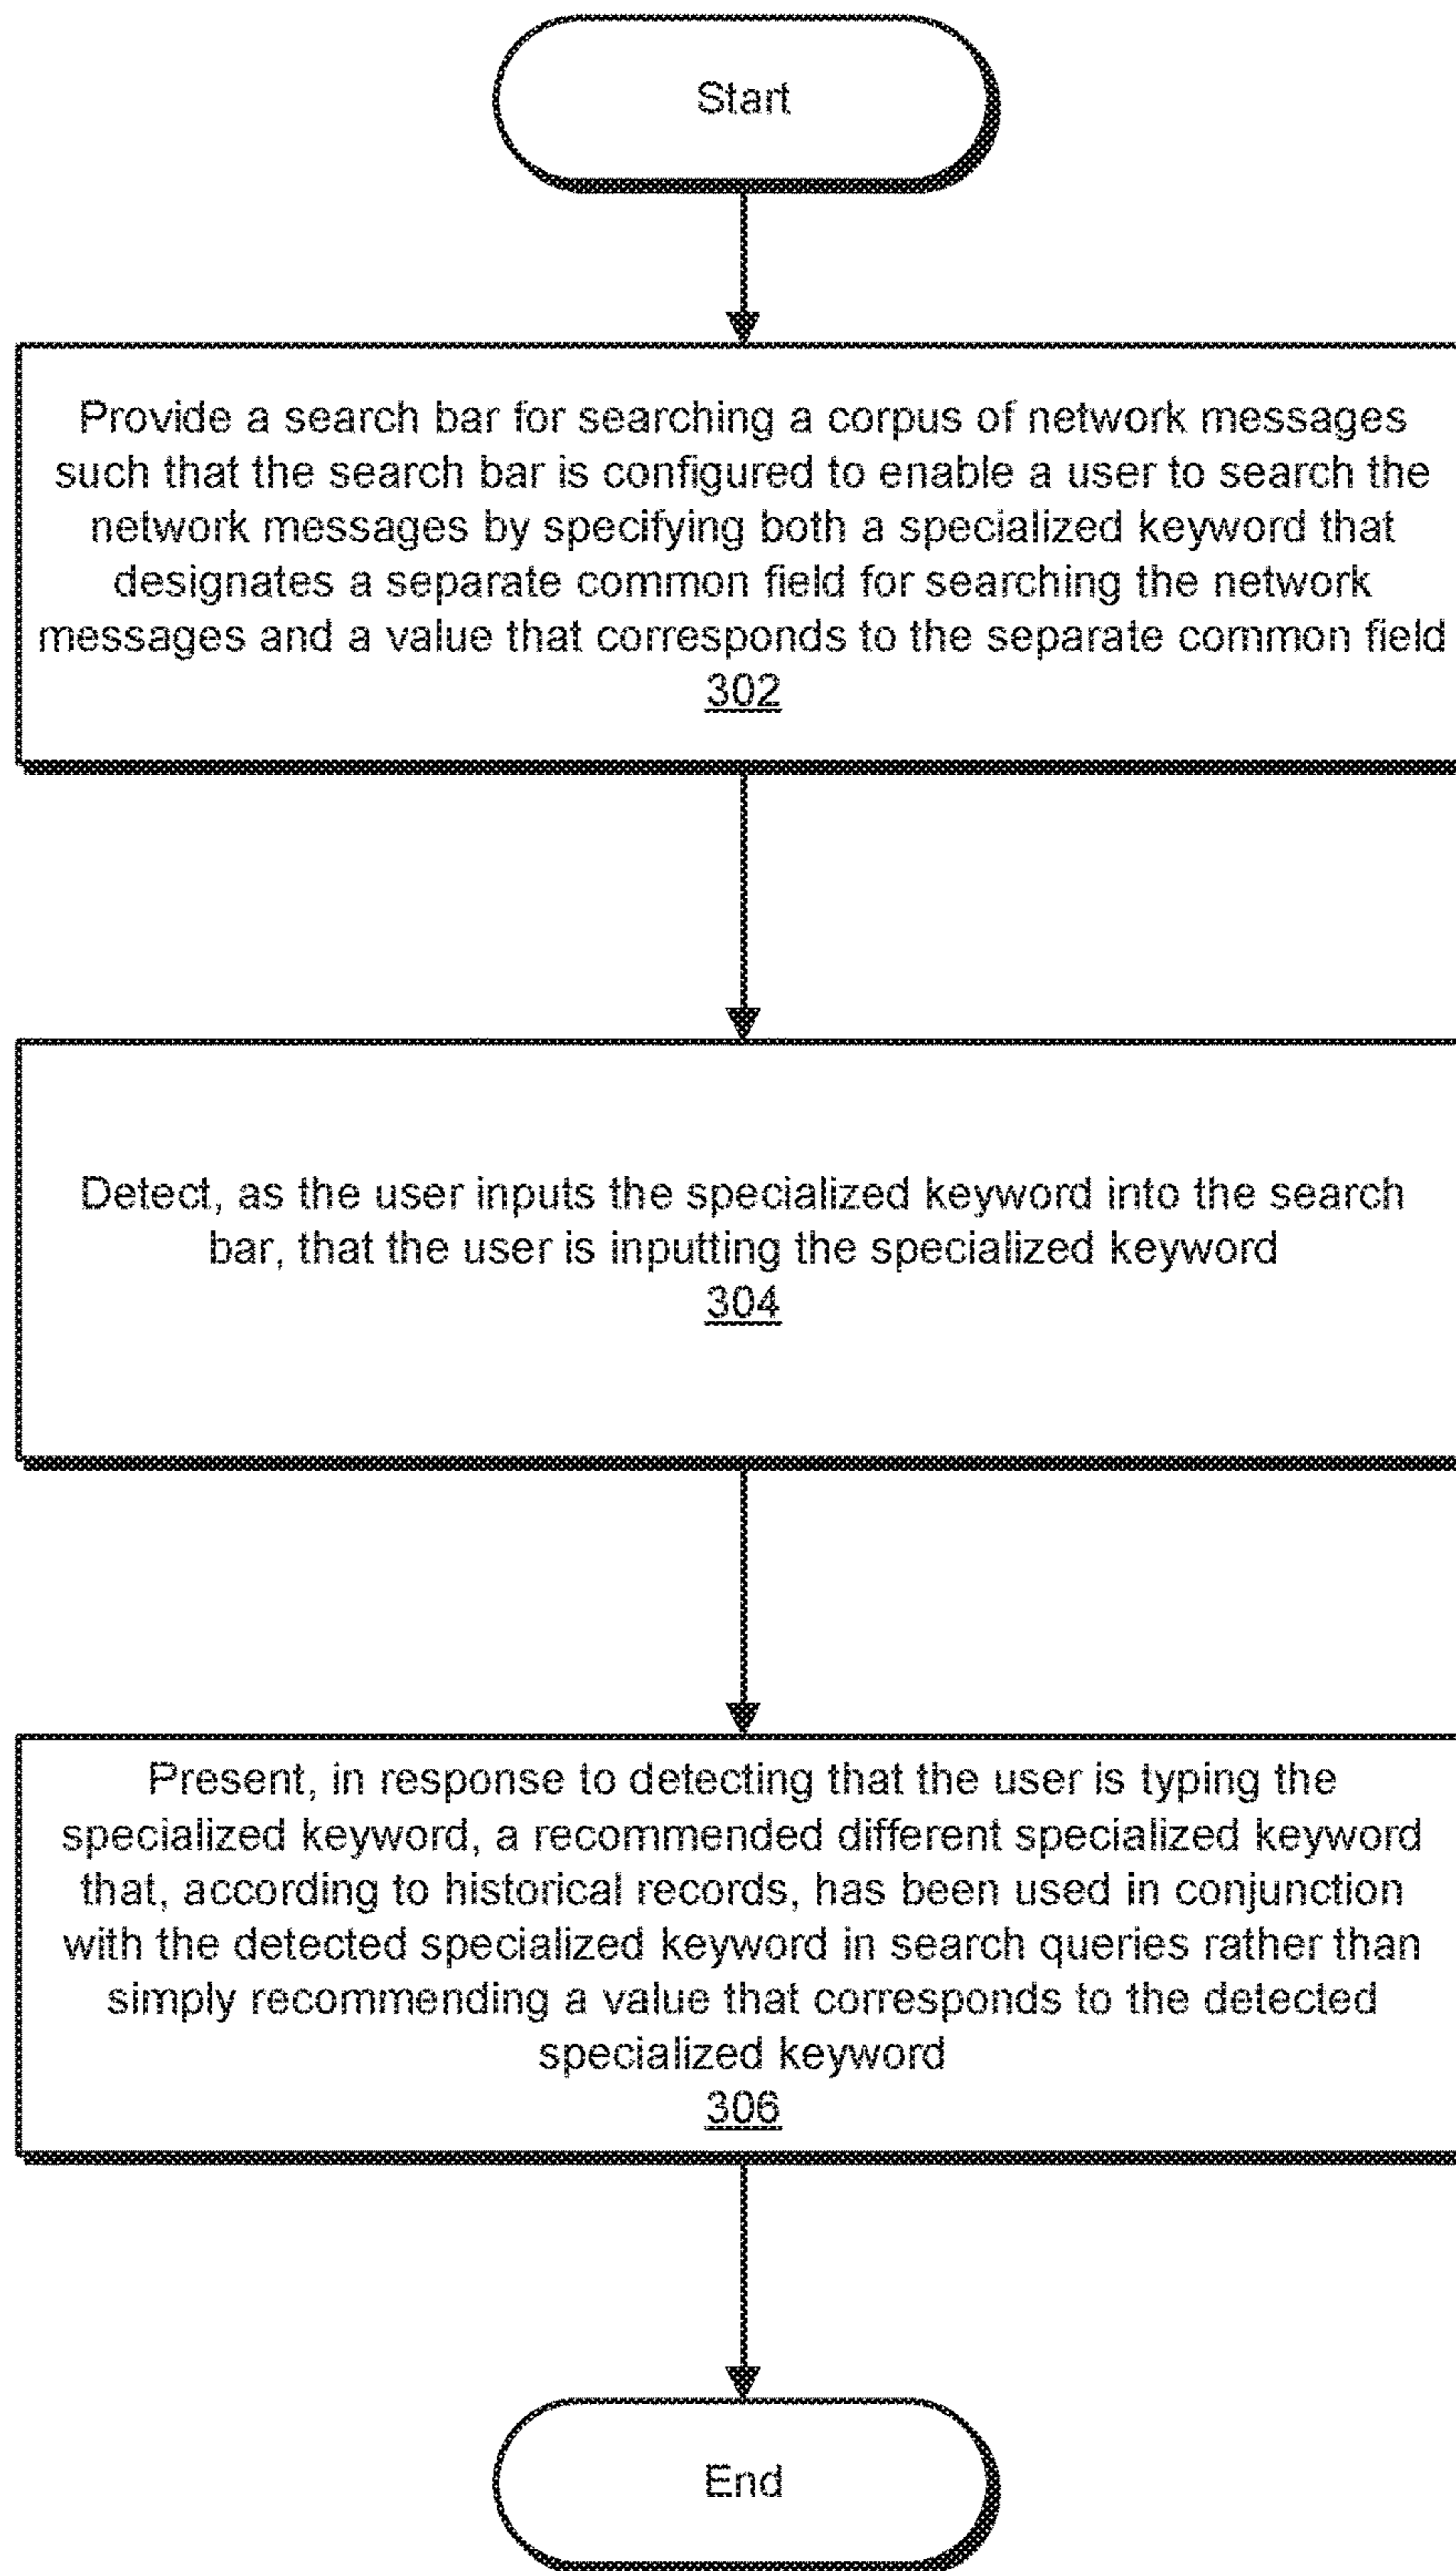 Start
Provide a search bar for searching a corpus of network messages
such that the search bar is configured to enable a user to search the
network messages by specifying both a specialized keyword that
designates a separate common field for searching the network
messages and a value that corresponds to the separate common field
302
Detect, as the user inputs the specialized keyword into the search
bar, that the user is inputting the specialized keyword
304
Present, in response to detecting that the user is typing the
specialized keyword, a recommended different specialized keyword
that, according to historical records, has been used in conjunction
with the detected specialized keyword in search queries rather than
simply recommending a value that corresponds to the detected
specialized keyword
306
End